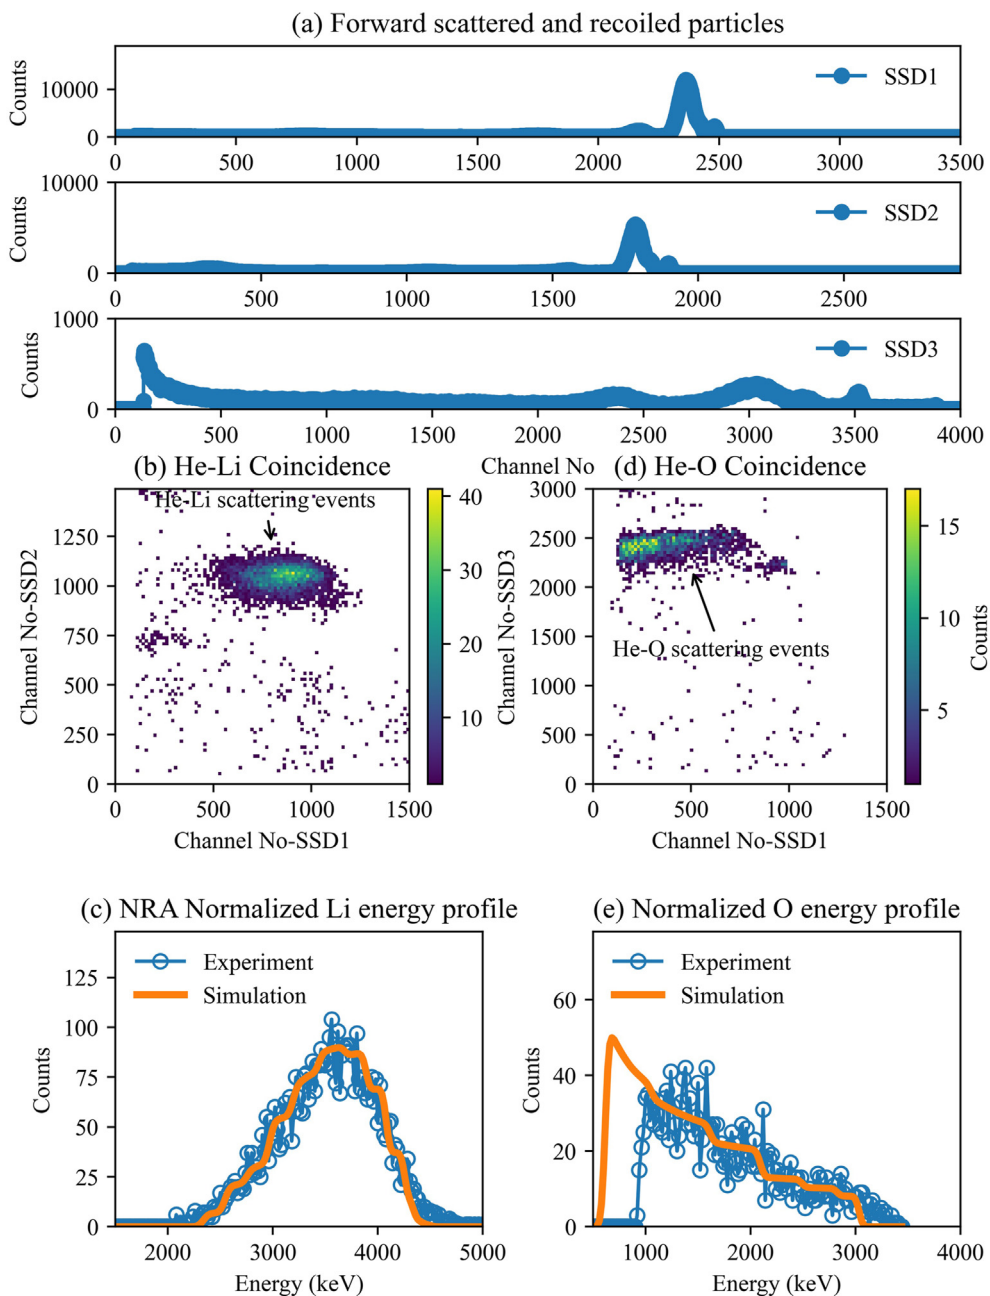 (a) Forward scattered and recoiled particles
Counts
10000
0
SSD1
0 500 1000 1500 2000 2500 3000 3500
Counts
10000
5000
0
SSD2
0 500 1000 1500 2000 2500
Counts
1000
500
0
SSD3
0 500 1000 1500 2000 2500 3000 3500 4000
Channel No
(b) He-Li Coincidence
He-Li scattering events
Channel No-SSD2
1250
1000
750
500
250
0
0 500 1000 1500
Channel No-SSD1
40
30
20
10
(d) He-O Coincidence
He-O scattering events
Channel No-SSD3
3000
2500
2000
1500
1000
500
0
0 500 1000 1500
Channel No-SSD1
15
10
5
Counts
(c) NRA Normalized Li energy profile
Experiment
Simulation
Counts
125
100
75
50
25
0
2000 3000 4000 5000
Energy (keV)
(e) Normalized O energy profile
Experiment
Simulation
Counts
60
40
20
0
1000 2000 3000 4000
Energy (keV)